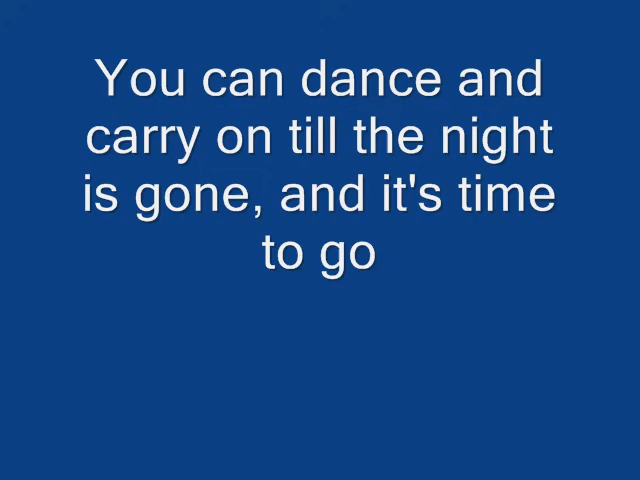 You can dance and
carry on till the night
is gone, and it's time
to go